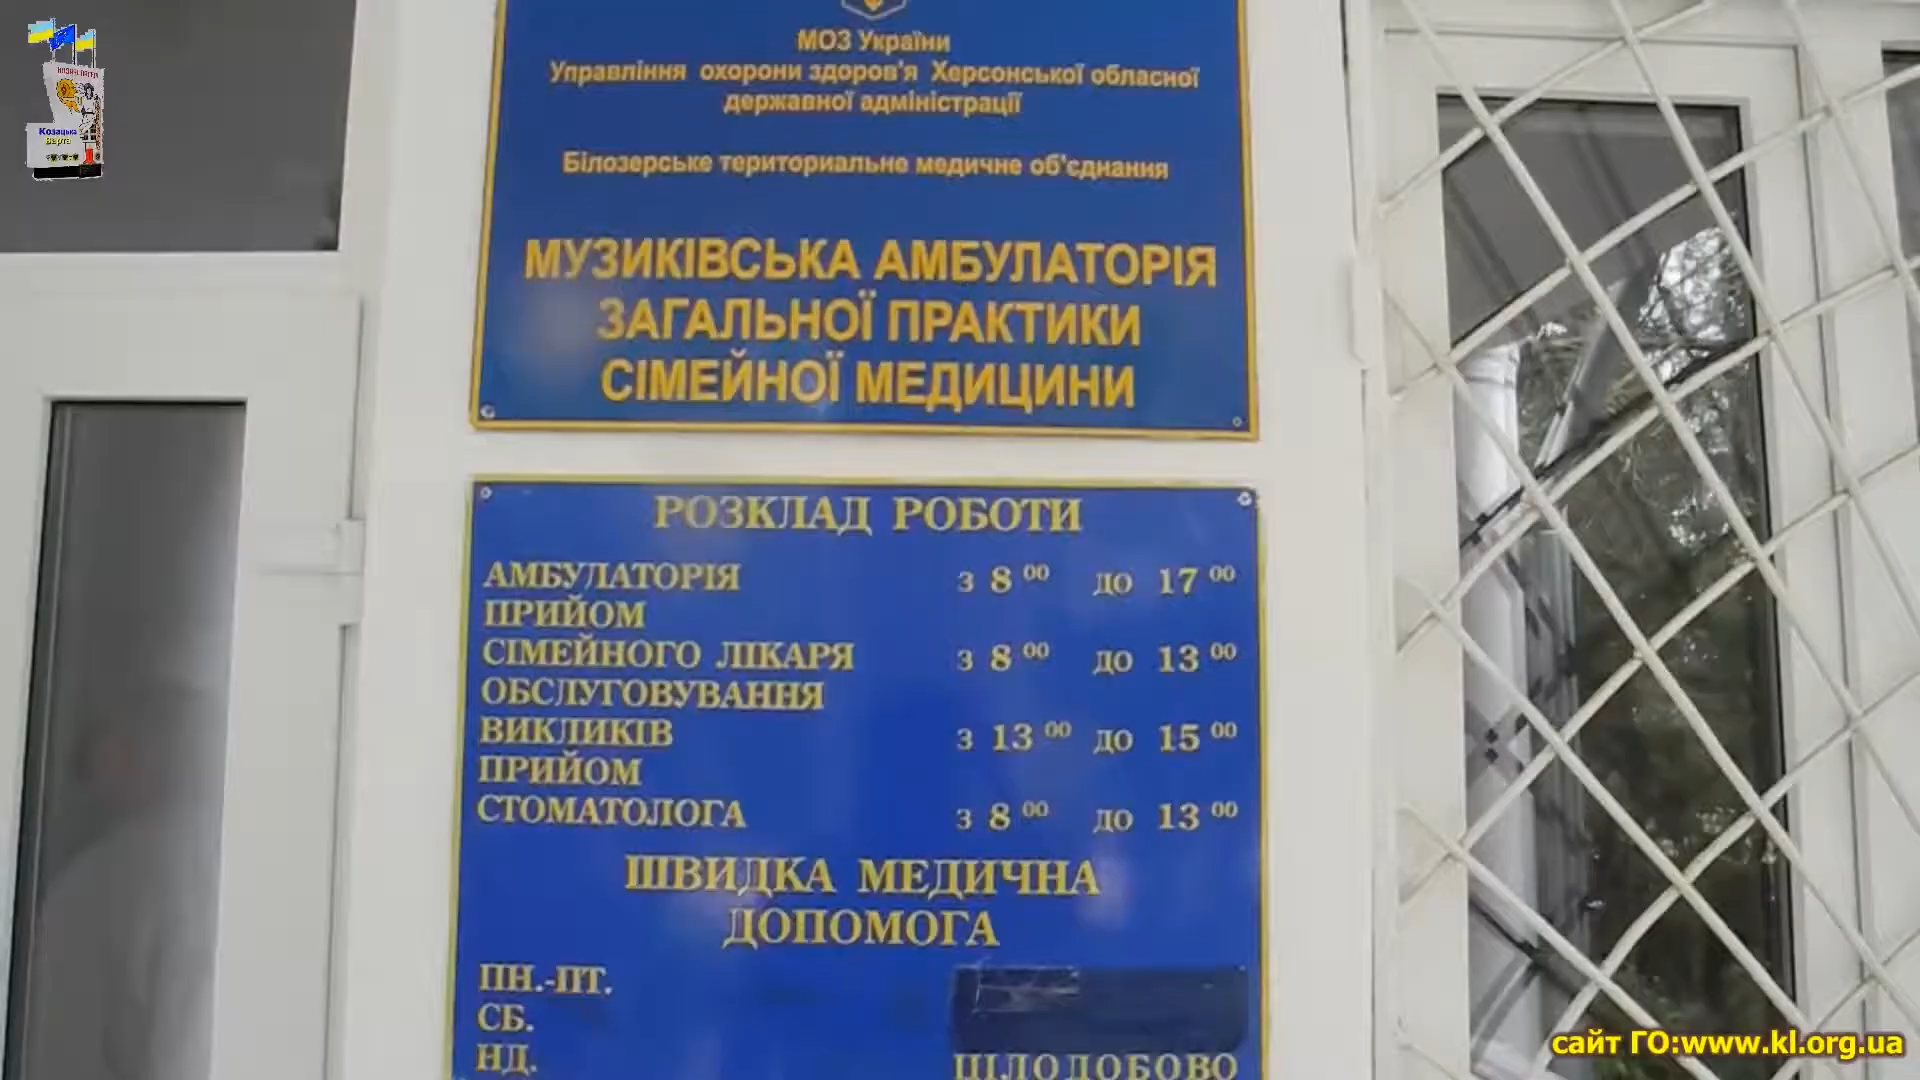 Козацька
Варта
МОЗ України
Управління охорони здоров'я Херсонської обласної
державної адміністрації
Білозерське териториальне медичне об'єднання
МУЗИКІВСЬКА АМБУЛАТОРІЯ
ЗАГАЛЬНОЇ ПРАКТИКИ
СІМЕЙНОЇ МЕДИЦИНИ
РОЗКЛАД РОБОТИ
АМБУЛАТОРІЯ З 8 00 ДО 17 00
ПРИЙОМ
СІМЕЙНОГО ЛІКАРЯ З 8 00 ДО 13 00
ОБСЛУГОВУВАННЯ
ВИКЛИКІВ З 13 00 ДО 15 00
ПРИЙОМ
СТОМАТОЛОГА З 8 00 ДО 13 00
ШВИДКА МЕДИЧНА
ДОПОМОГА
ПН.-ПТ.
СБ.
НД. ЦІЛОДОБОВО
сайт ГО:www.kl.org.ua